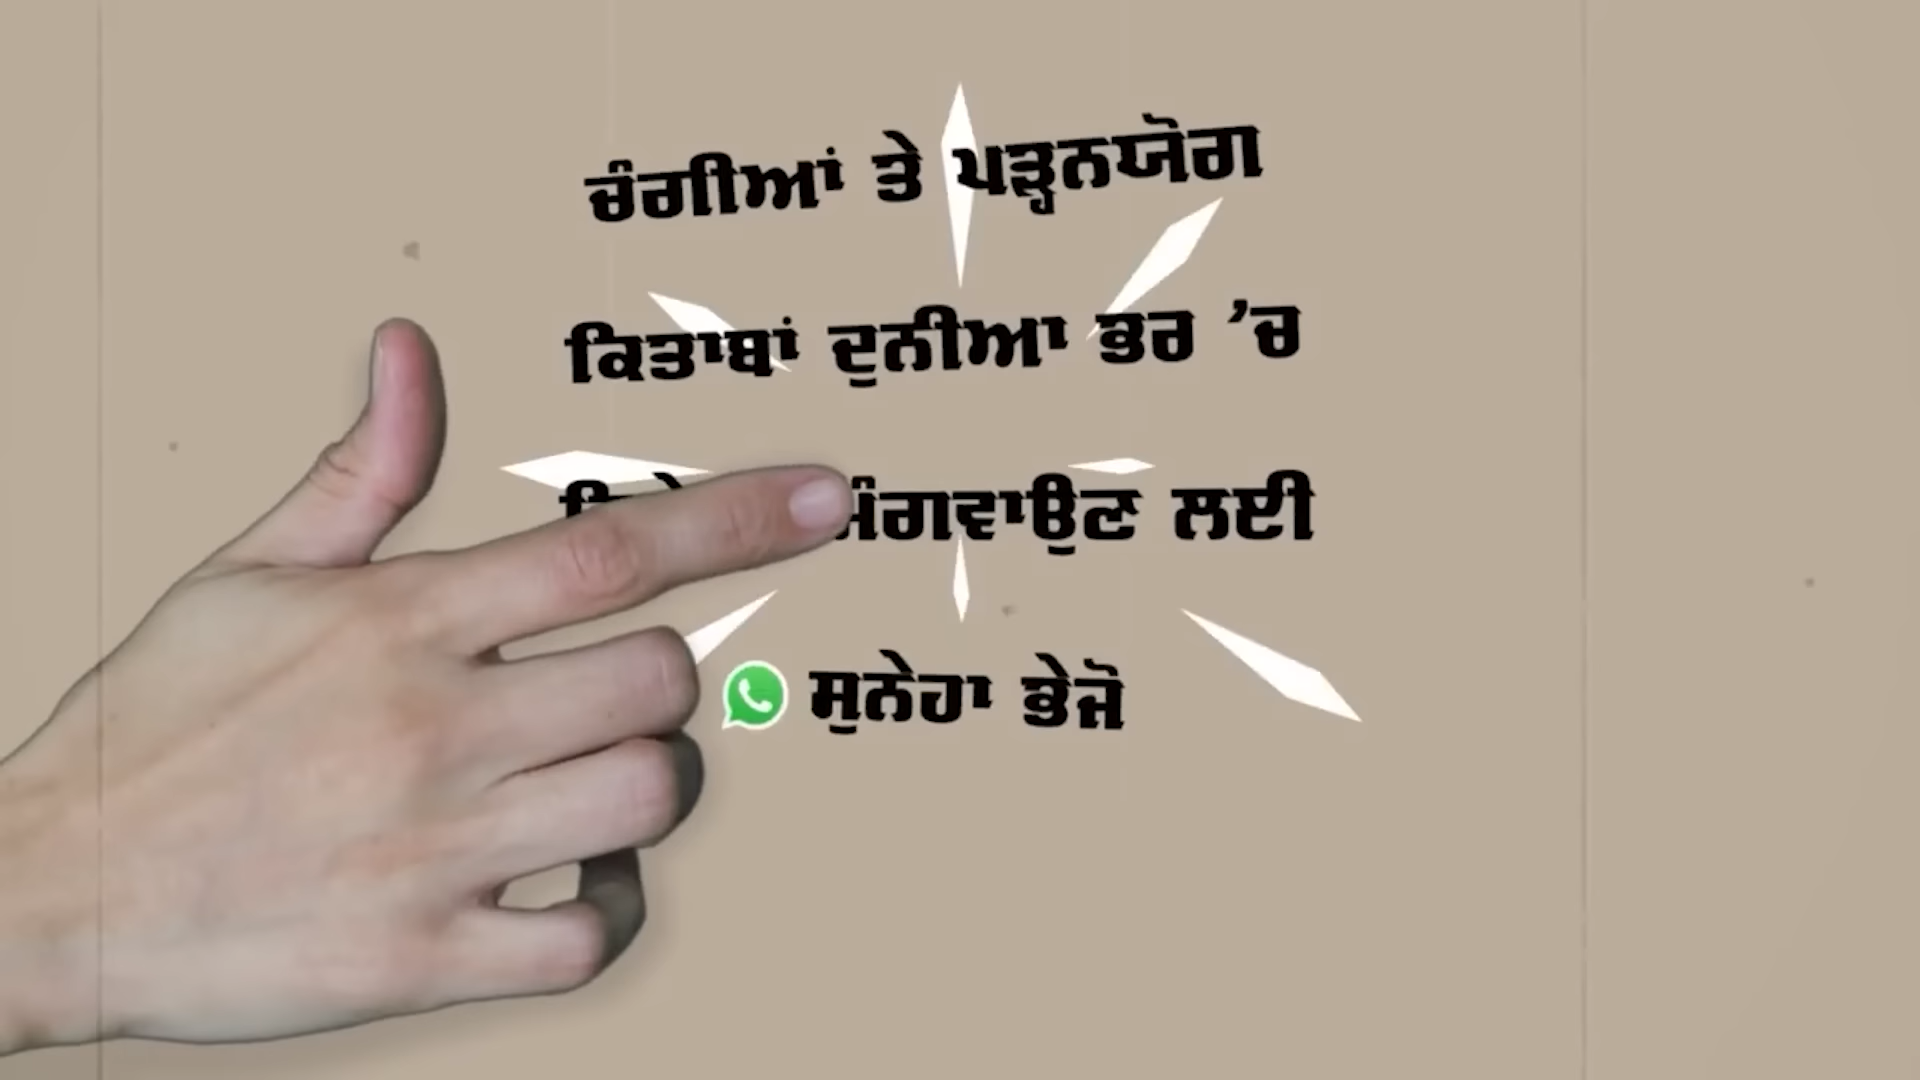 ਚੰਗੀਆਂ ਤੇ ਪੜ੍ਹਨਯੋਗ
ਕਿਤਾਬਾਂ ਦੁਨੀਆ ਭਰ ’ਚ
ਮੰਗਵਾਉਣ ਲਈ
ਸੁਨੇਹਾ ਭੇਜੋ